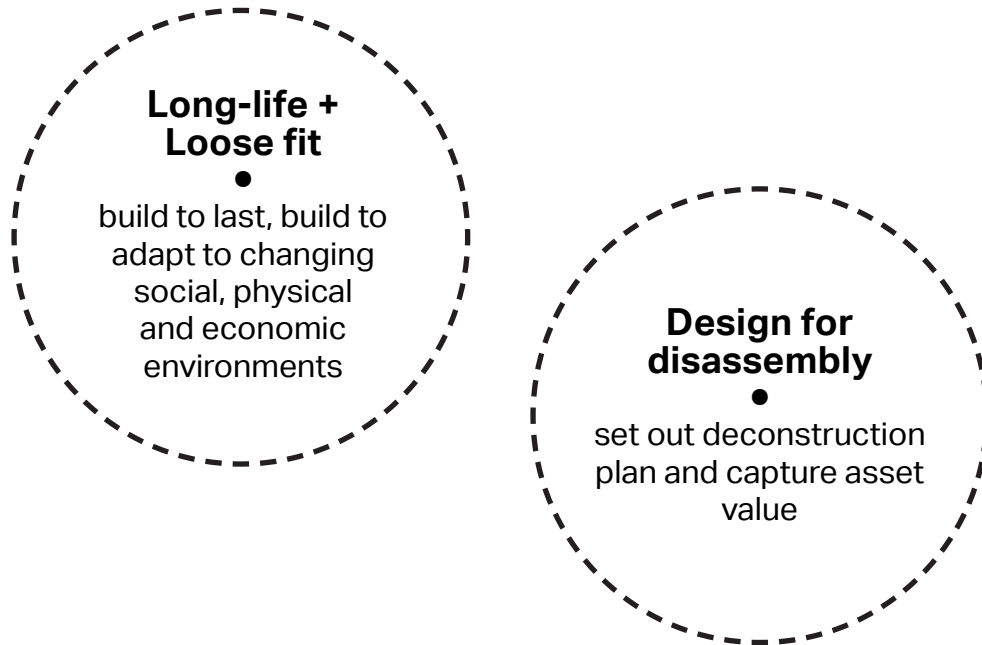 Long-life +
Loose fit
•
build to last, build to
adapt to changing
social, physical
and economic
environments
Design for
disassembly
•
set out deconstruction
plan and capture asset
value